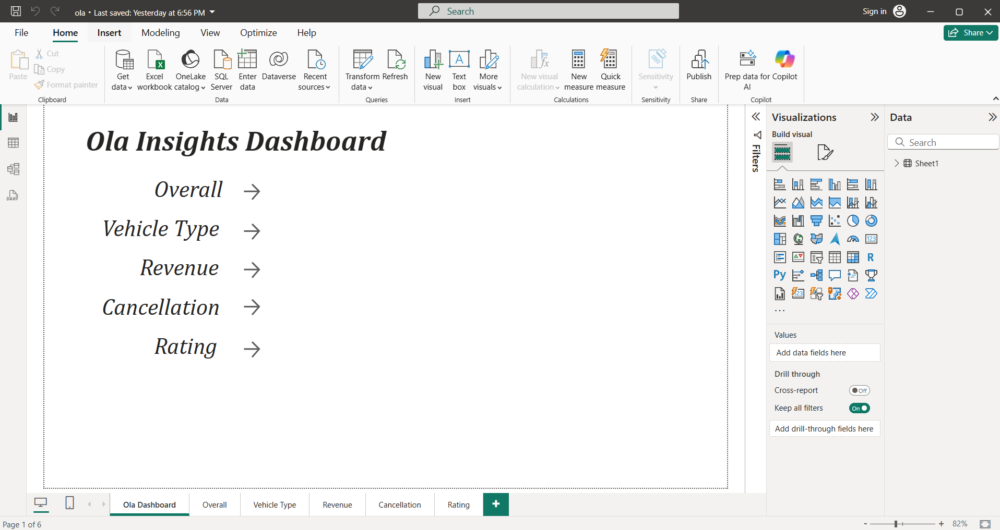 ola • Last saved: Yesterday at 6:56 PM
Search
Sign in
File
Home
Insert
Modeling
View
Optimize
Help
Share
Paste
Cut
Copy
Format painter
Clipboard
Get data
Excel workbook
OneLake catalog
SQL Server
Enter data
Dataverse
Recent sources
Data
Transform data
Refresh
Queries
New visual
Text box
More visuals
Insert
New visual calculation
New measure
Quick measure
Calculations
Sensitivity
Sensitivity
Publish
Share
Prep data for AI
Copilot
Copilot
DAX
Ola Insights Dashboard
Overall
Vehicle Type
Revenue
Cancellation
Rating
Filters
Visualizations
Build visual
123
R
Py
123
...
Values
Add data fields here
Drill through
Cross-report
Off
Keep all filters
On
Add drill-through fields here
Data
Search
Sheet1
Ola Dashboard
Overall
Vehicle Type
Revenue
Cancellation
Rating
+
Page 1 of 6
- + 82%